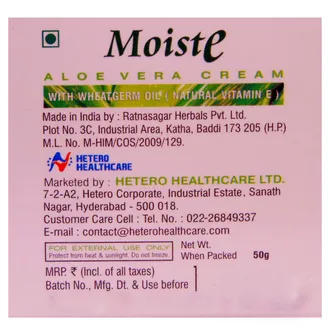 Moiste
ALOE VERA CREAM
WITH WHEATGERM OIL ( NATURAL VITAMIN E )
Made in India by : Ratnasagar Herbals Pvt. Ltd.
Plot No. 3C, Industrial Area, Katha, Baddi 173 205 (H.P.)
M.L. No. M-HIM/COS/2009/129.
HETERO
HEALTHCARE
Marketed by : HETERO HEALTHCARE LTD.
7-2-A2, Hetero Corporate, Industrial Estate, Sanath
Nagar, Hyderabad - 500 018.
Customer Care Cell : Tel. No. : 022-26849337
E-mail : contact@heterohealthcare.com
FOR EXTERNAL USE ONLY
Protect from heat & sunlight. Do not freeze.
Net Wt.
When Packed 50g
MRP. ₹ (Incl. of all taxes)
Batch No., Mfg. Dt. & Use before